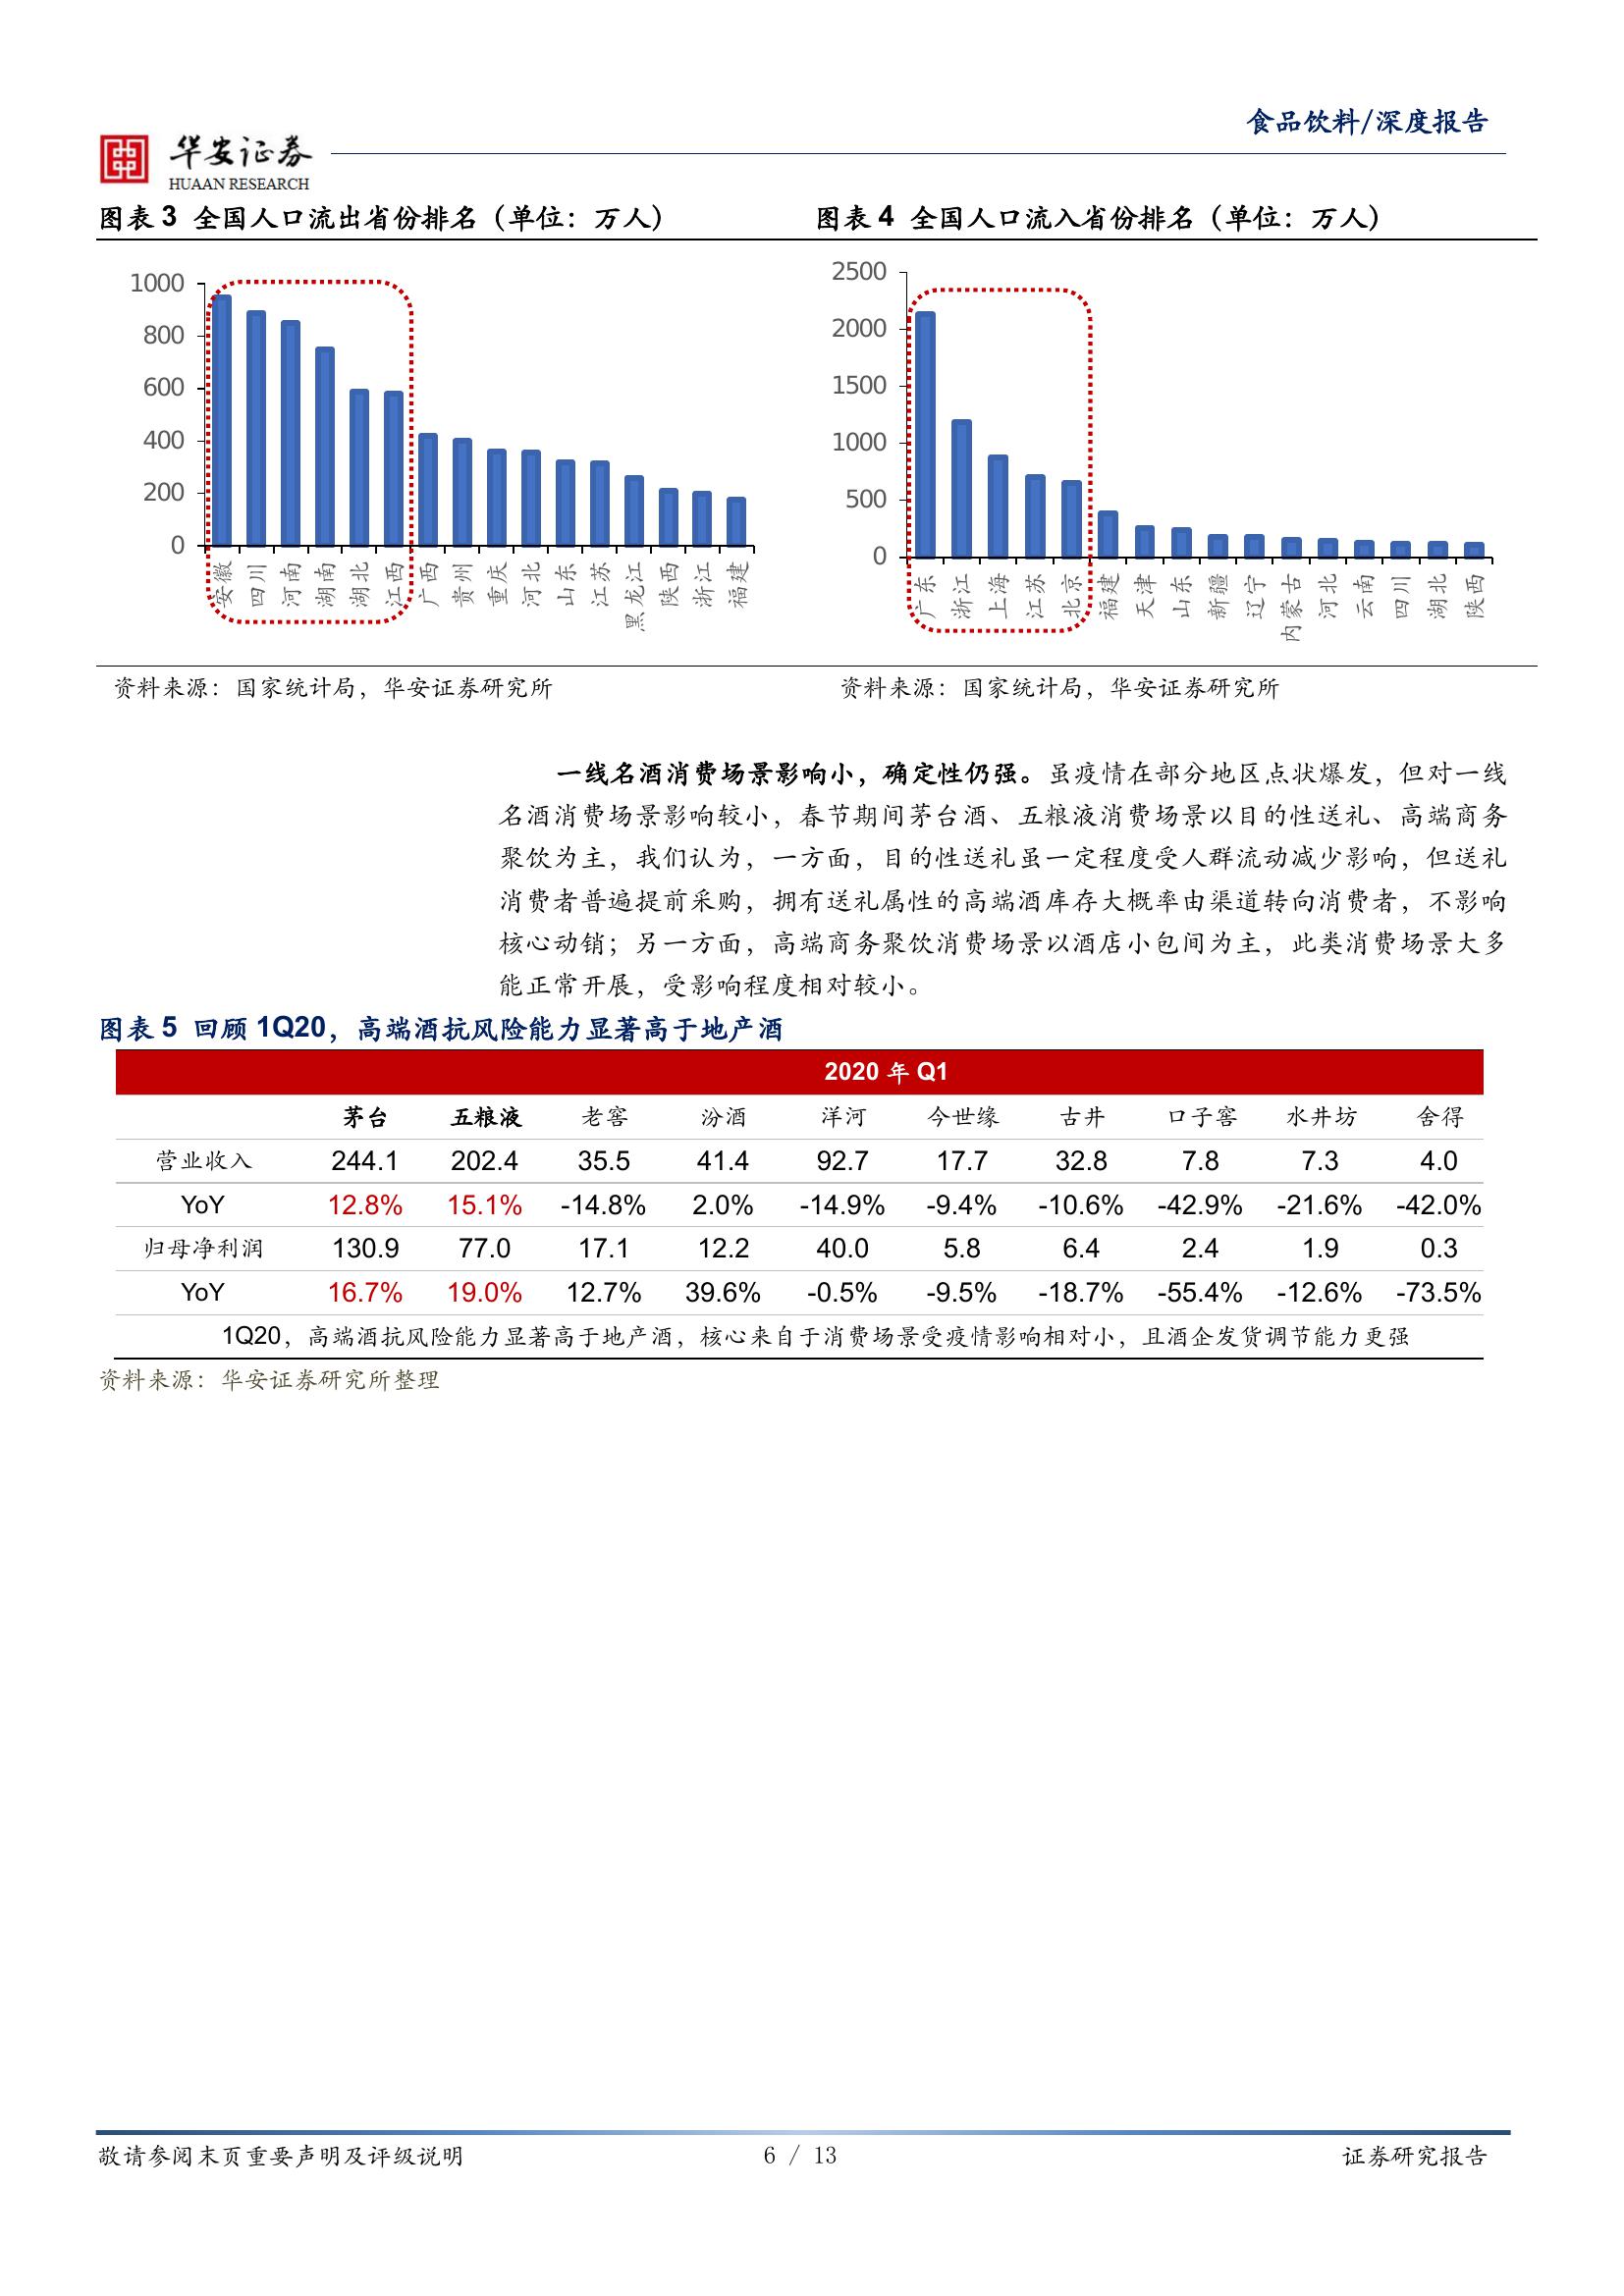 食品饮料/深度报告
华安证券
HUAAN RESEARCH
图表 3 全国人口流出省份排名（单位：万人）
1000
800
600
400
200
0
安徽 四川 河南 湖南 湖北 江西 广西 贵州 重庆 河北 山东 江苏 黑龙江 陕西 浙江 福建
资料来源：国家统计局，华安证券研究所
图表 4 全国人口流入省份排名（单位：万人）
2500
2000
1500
1000
500
0
广东 浙江 上海 江苏 北京 福建 天津 山东 新疆 辽宁 内蒙古 河北 云南 四川 湖北 陕西
资料来源：国家统计局，华安证券研究所
一线名酒消费场景影响小，确定性仍强。虽疫情在部分地区点状爆发，但对一线
名酒消费场景影响较小，春节期间茅台酒、五粮液消费场景以目的性送礼、高端商务
聚饮为主，我们认为，一方面，目的性送礼虽一定程度受人群流动减少影响，但送礼
消费者普遍提前采购，拥有送礼属性的高端酒库存大概率由渠道转向消费者，不影响
核心动销；另一方面，高端商务聚饮消费场景以酒店小包间为主，此类消费场景大多
能正常开展，受影响程度相对较小。
图表 5 回顾 1Q20，高端酒抗风险能力显著高于地产酒
2020 年 Q1
茅台 五粮液 老窖 汾酒 洋河 今世缘 古井 口子窖 水井坊 舍得
营业收入 244.1 202.4 35.5 41.4 92.7 17.7 32.8 7.8 7.3 4.0
YoY 12.8% 15.1% -14.8% 2.0% -14.9% -9.4% -10.6% -42.9% -21.6% -42.0%
归母净利润 130.9 77.0 17.1 12.2 40.0 5.8 6.4 2.4 1.9 0.3
YoY 16.7% 19.0% 12.7% 39.6% -0.5% -9.5% -18.7% -55.4% -12.6% -73.5%
1Q20，高端酒抗风险能力显著高于地产酒，核心来自于消费场景受疫情影响相对小，且酒企发货调节能力更强
资料来源：华安证券研究所整理
敬请参阅末页重要声明及评级说明
6 / 13
证券研究报告